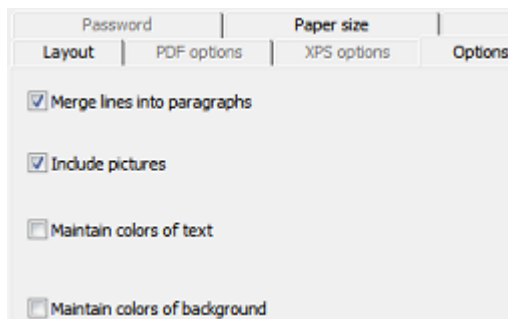 Password Paper size
Layout PDF options XPS options Options
Merge lines into paragraphs
Include pictures
Maintain colors of text
Maintain colors of background